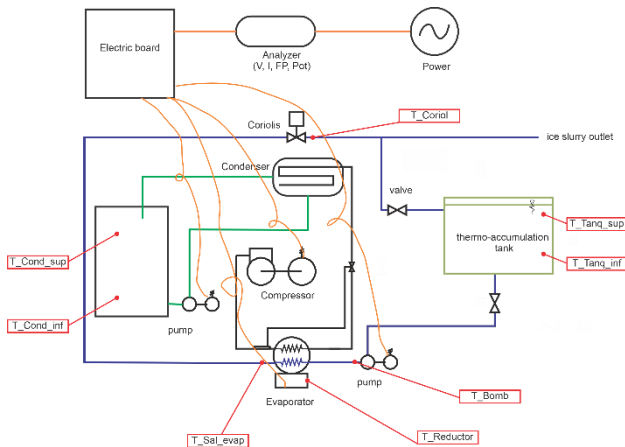 Electric board
Analyzer
(V, I, FP, Pot)
Power
T_Coriol
Coriolis
ice slurry outlet
Condenser
valve
T_Tanq_sup
thermo-accumulation
tank
T_Tanq_inf
T_Cond_sup
T_Cond_inf
Compressor
pump
pump
T_Bomb
Evaporator
T_Sal_evap
T_Reductor